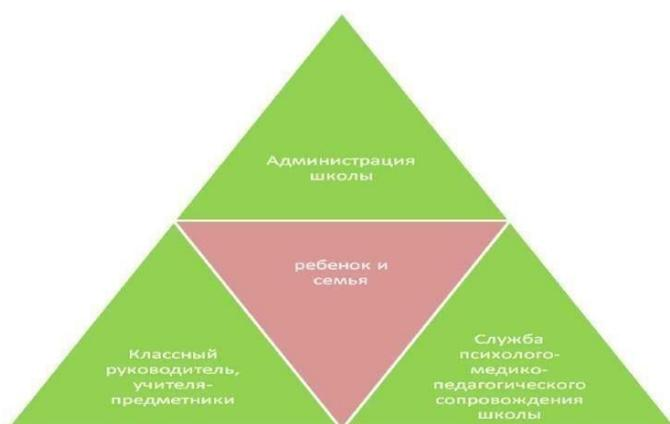 Администрация
школы
ребенок и
семья
Классный
руководитель,
учителя-
предметники
Служба
психолого-
медико-
педагогического
сопровождения
школы